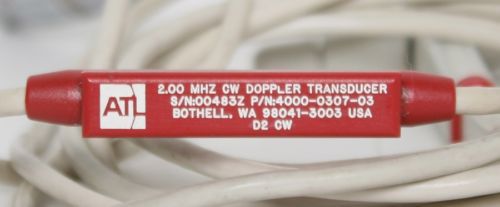 ATL
2.00 MHZ CW DOPPLER TRANSDUCER
S/N:00483Z P/N:4000-0307-03
BOTHELL, WA 98041-3003 USA
D2 CW